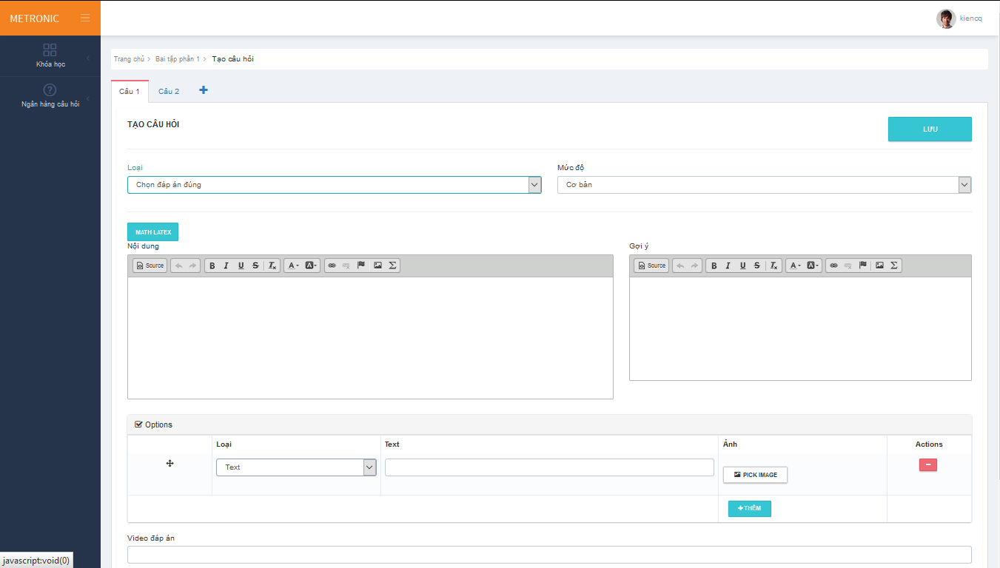 METRONIC
kiencq
Khóa học
Ngân hàng câu hỏi
Trang chủ > Bai tập phần 1 > Tạo câu hỏi
Câu 1 Câu 2
TẠO CÂU HỎI
LƯU
Loại Mức độ
Chọn đáp án đúng Cơ bản
MATH LATEX
Nội dung Gợi ý
Source B I U S Tx A A Σ Source B I U S Tx A A Σ
Options
Loại Text Ảnh Actions
Text
PICK IMAGE
+THÊM
Video đáp án
javascript:void(0)